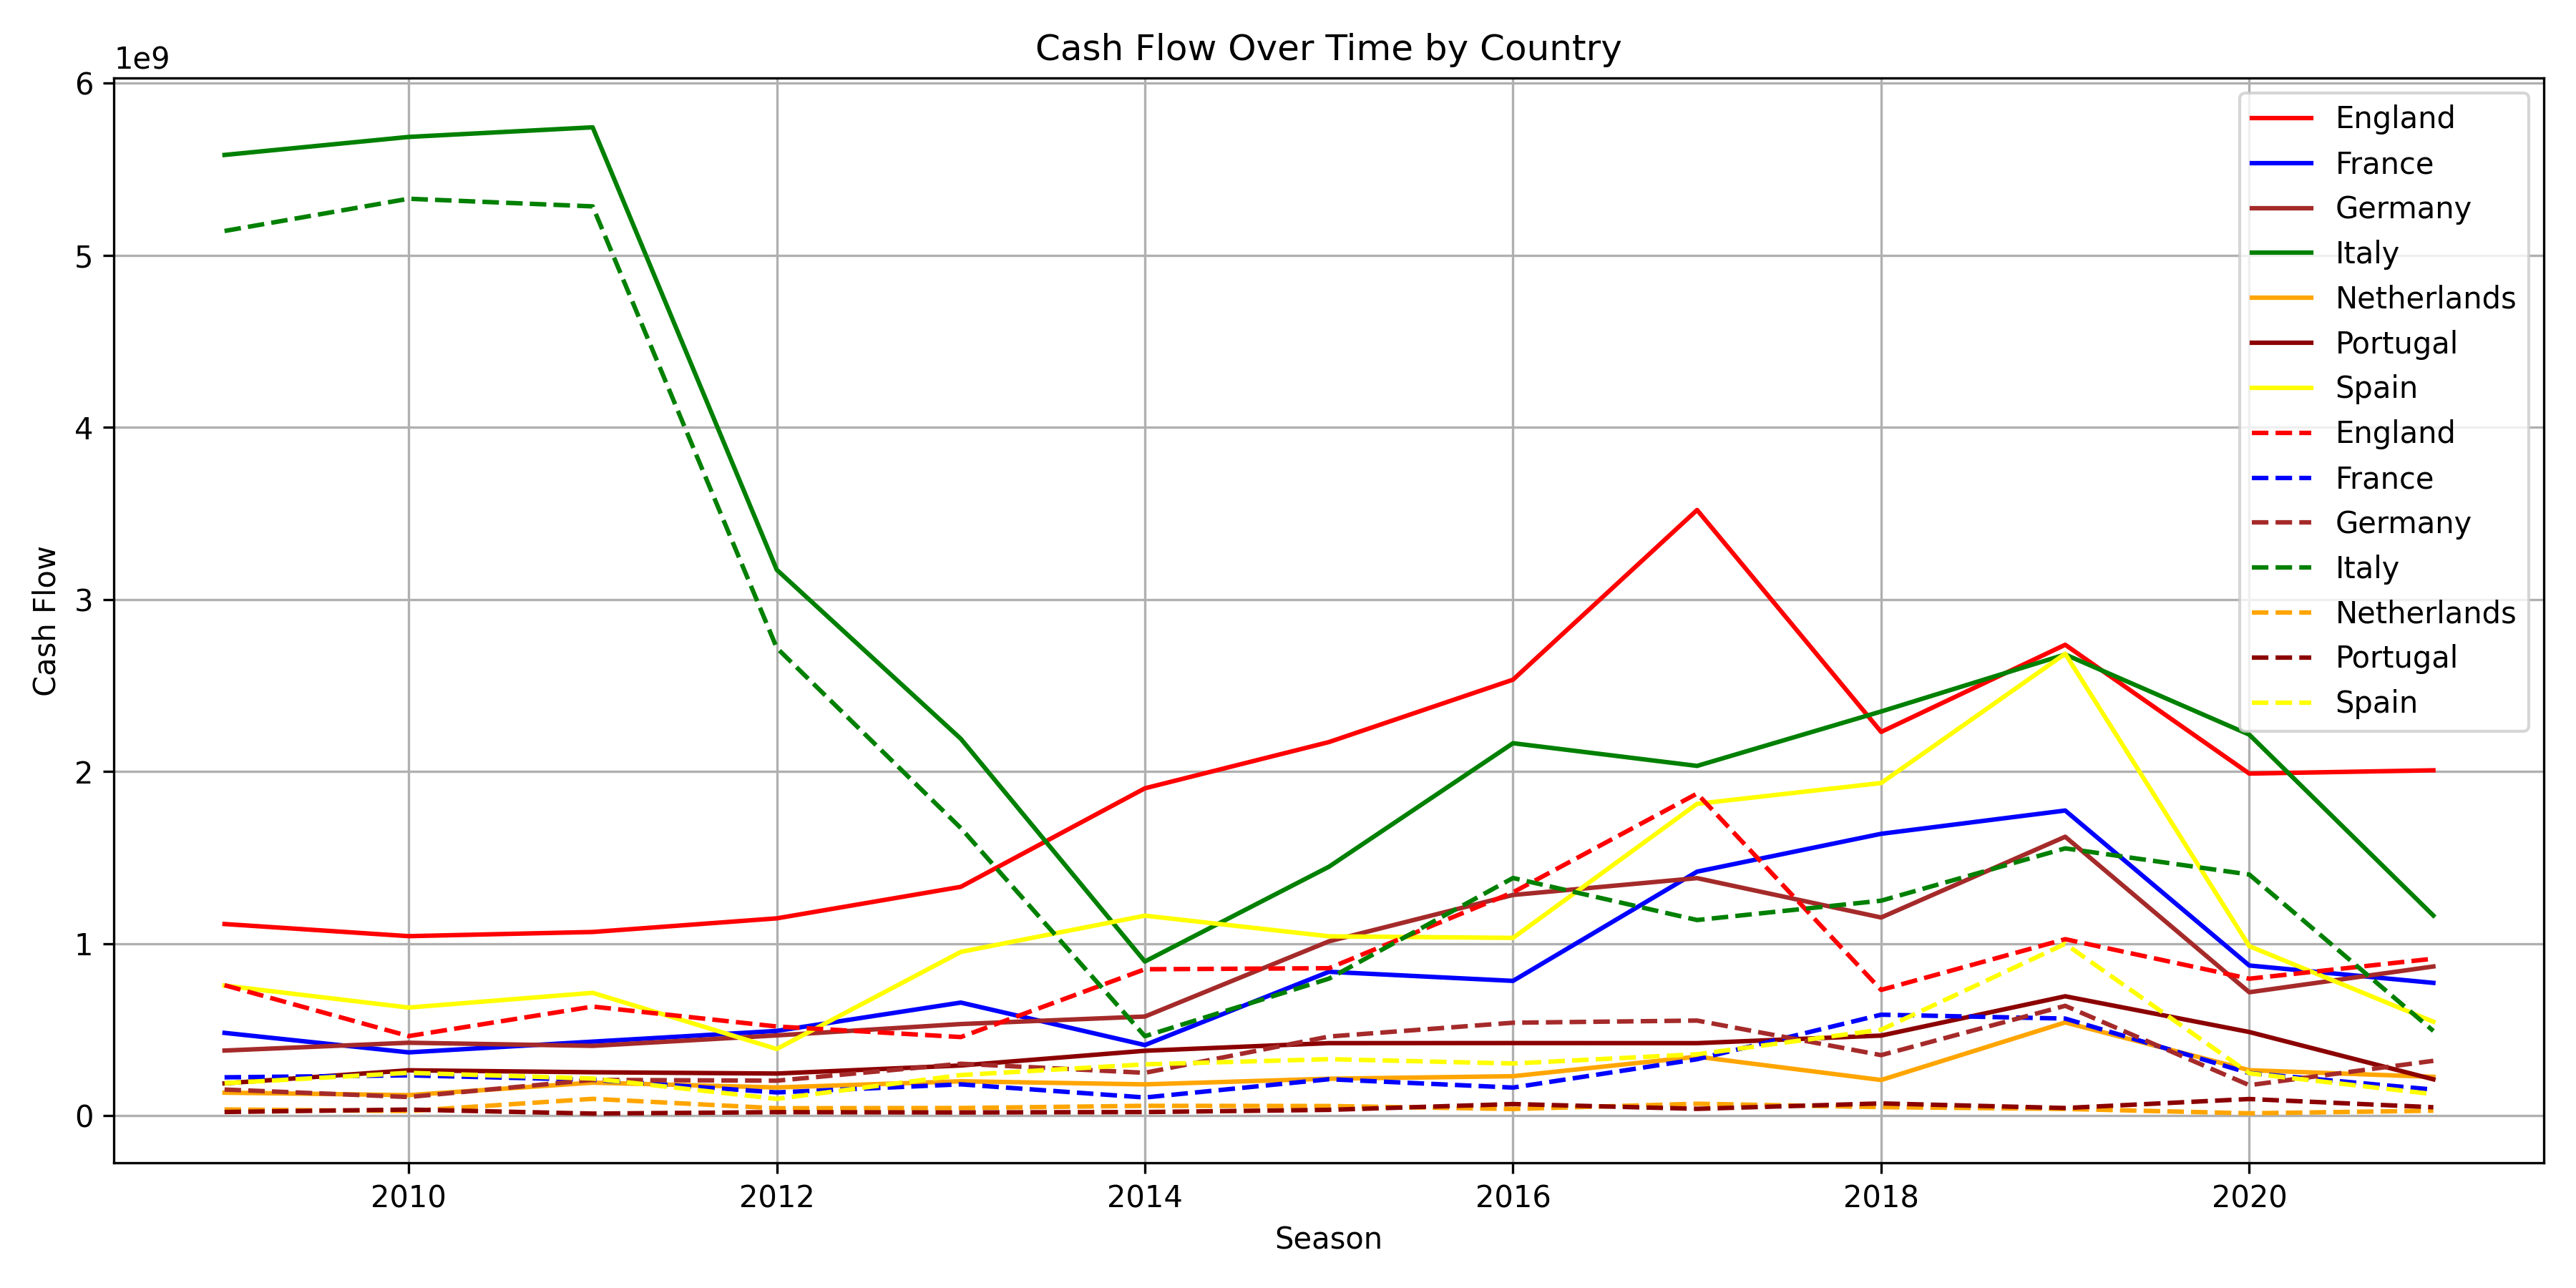 Cash Flow Over Time by Country
1e9
6
5
4
3
2
1
0
Cash Flow
2010 2012 2014 2016 2018 2020
Season
England
France
Germany
Italy
Netherlands
Portugal
Spain
England
France
Germany
Italy
Netherlands
Portugal
Spain